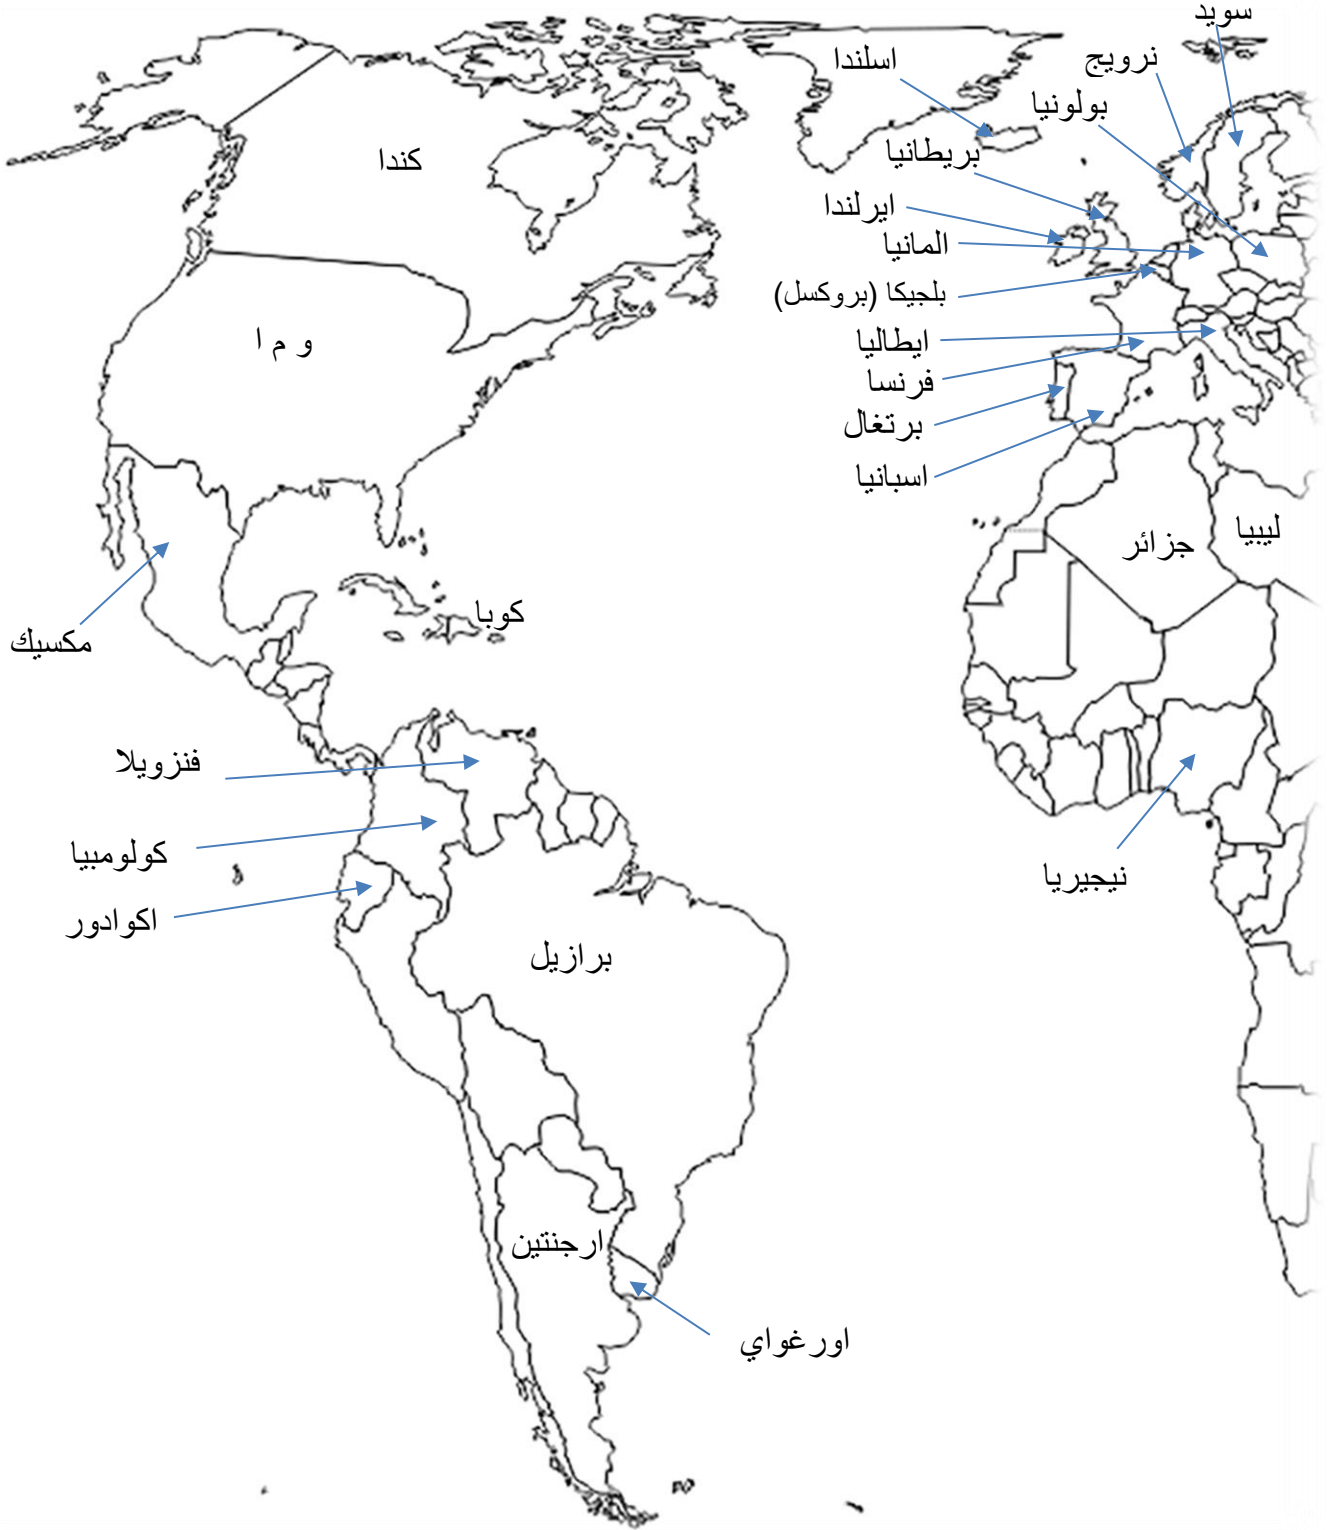 سويد
نرويج
اسلندا
بولونيا
بريطانيا
كندا
ايرلندا
المانيا
بلجيكا (بروكسل)
و م ا
ايطاليا
فرنسا
برتغال
اسبانيا
ليبيا
جزائر
كوبا
مكسيك
فنزويلا
كولومبيا
نيجيريا
اكوادور
برازيل
ارجنتين
اورغواي